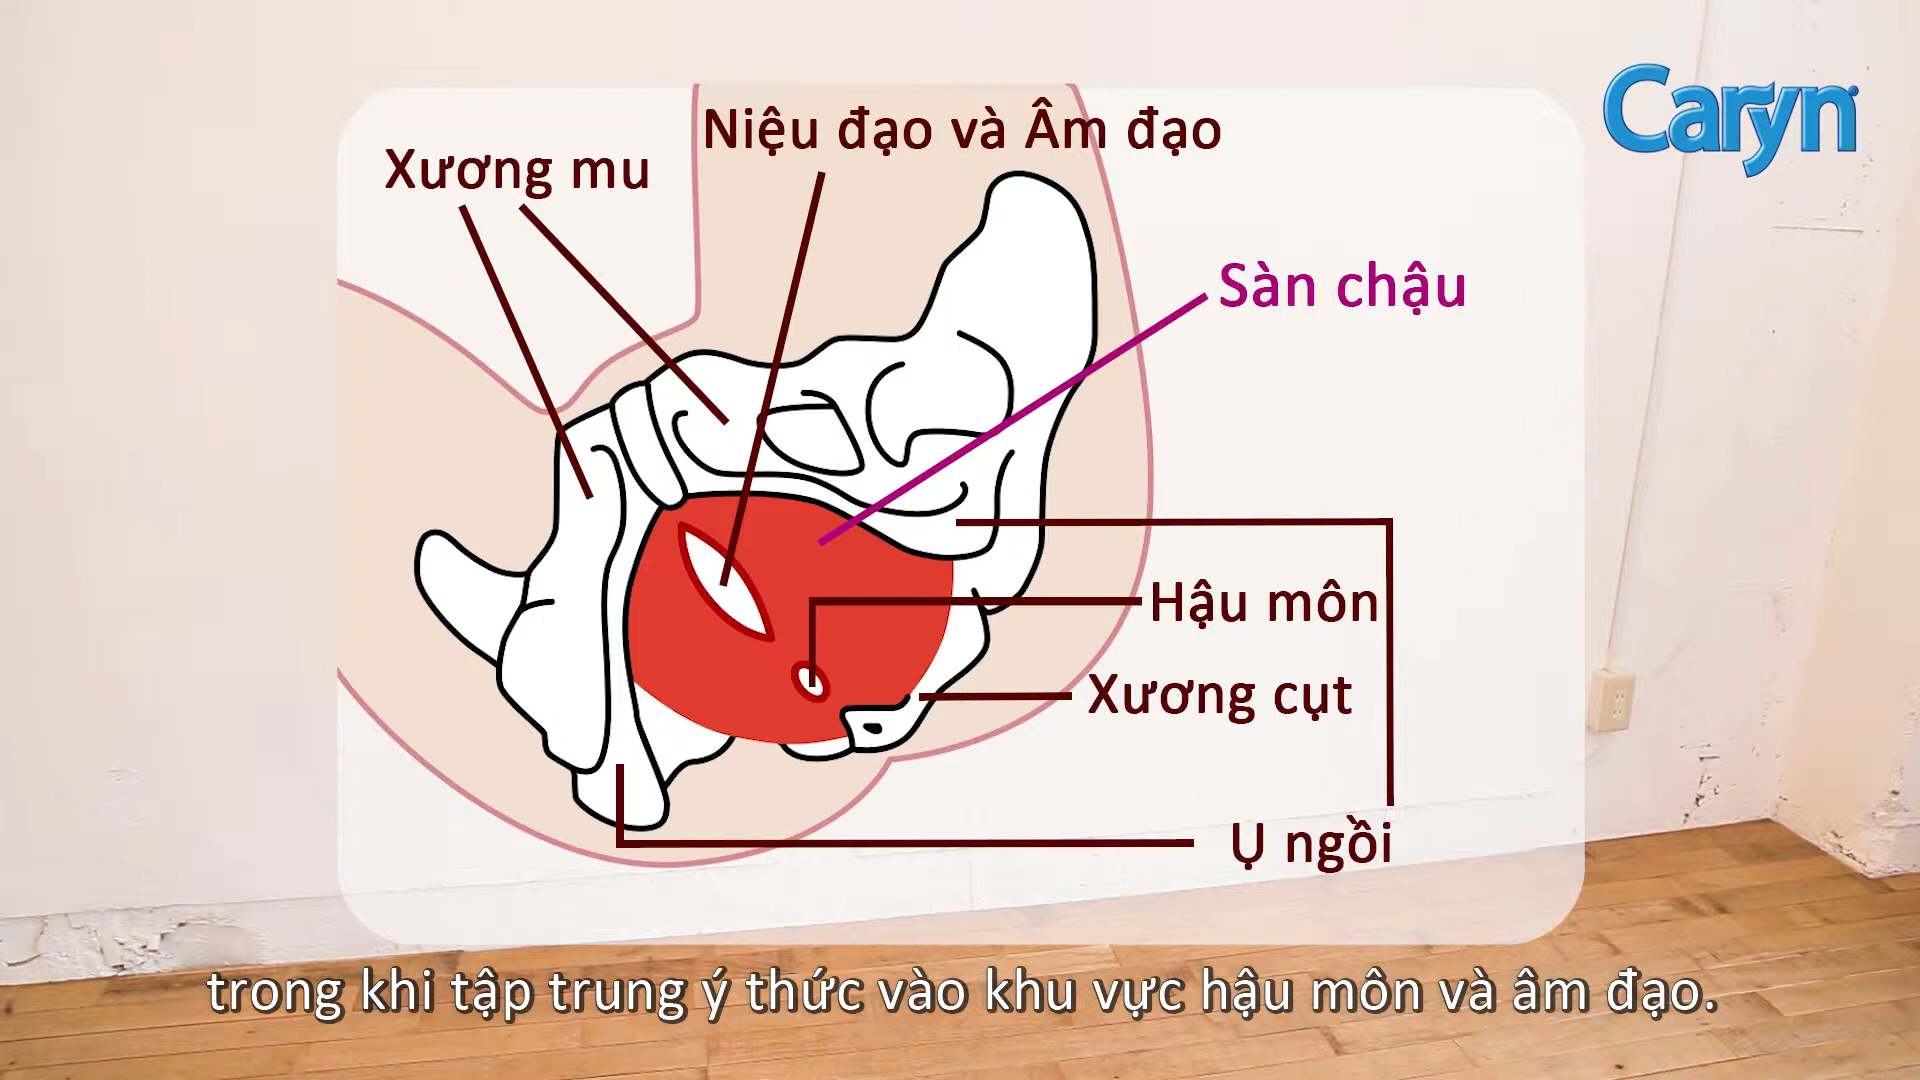 Caryn
Niệu đạo và Âm đạo
Xương mu
Sàn chậu
Hậu môn
Xương cụt
Ụ ngồi
trong khi tập trung ý thức vào khu vực hậu môn và âm đạo.